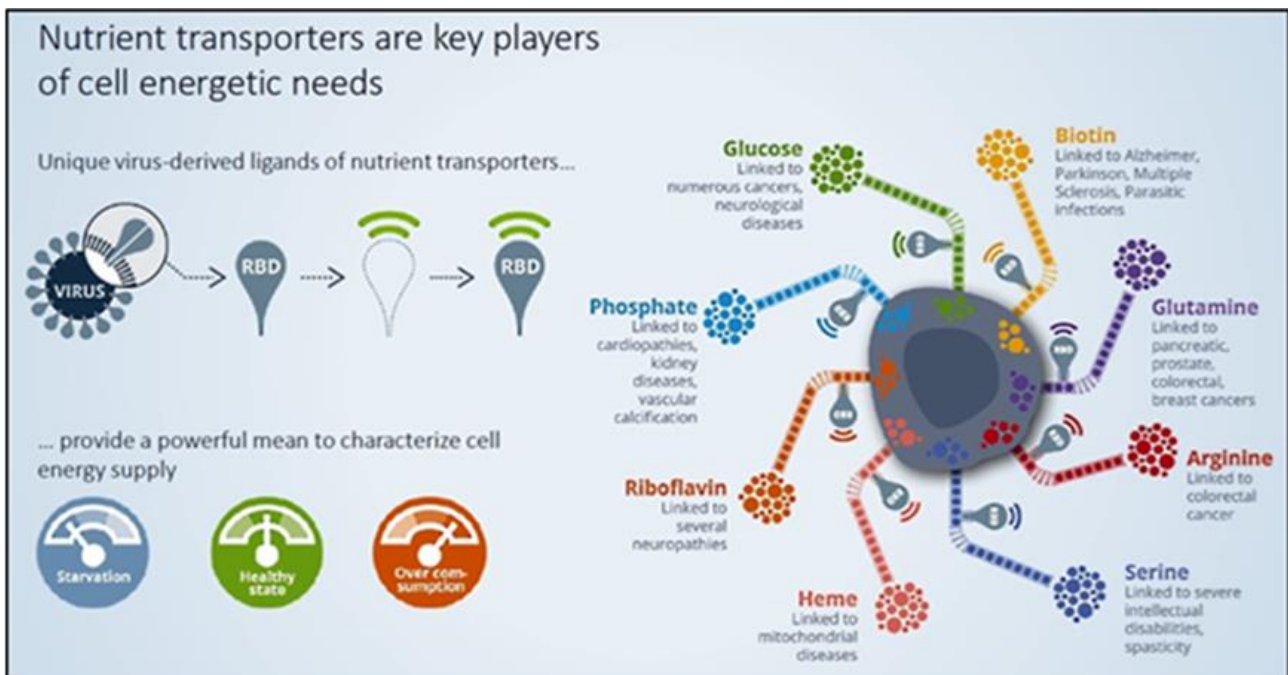 Nutrient transporters are key players
of cell energetic needs
Unique virus-derived ligands of nutrient transporters...
VIRUS
RBD
RBD
... provide a powerful mean to characterize cell
energy supply
Starvation
Healthy
state
Over com-
sumption
Glucose
Linked to
numerous cancers,
neurological
diseases
Biotin
Linked to Alzheimer,
Parkinson, Multiple
Sclerosis, Parasitic
infections
Phosphate
Linked to
cardiopathies,
kidney
diseases,
vascular
calcification
Glutamine
Linked to
pancreatic,
prostate,
colorectal,
breast cancers
Riboflavin
Linked to
several
neuropathies
Arginine
Linked to
colorectal
cancer
Heme
Linked to
mitochondrial
diseases
Serine
Linked to severe
intellectual
disabilities,
spasticity